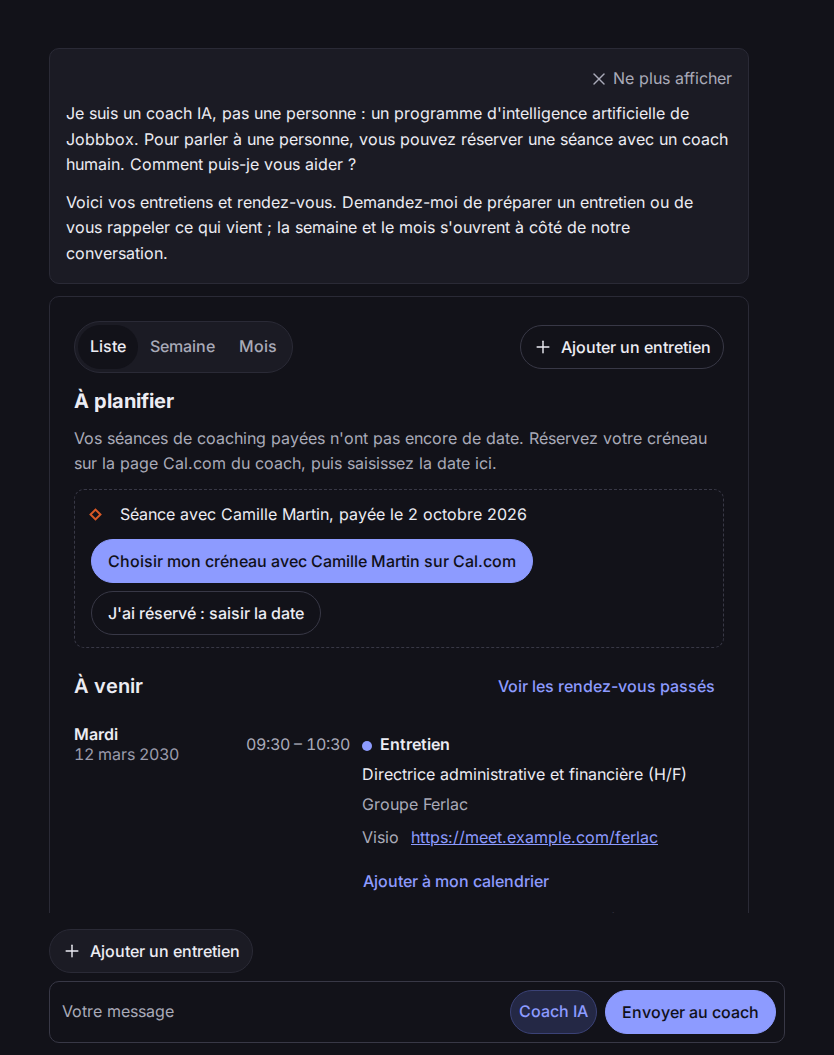 Ne plus afficher
Je suis un coach IA, pas une personne : un programme d'intelligence artificielle de
Jobbbox. Pour parler à une personne, vous pouvez réserver une séance avec un coach
humain. Comment puis-je vous aider ?
Voici vos entretiens et rendez-vous. Demandez-moi de préparer un entretien ou de
vous rappeler ce qui vient ; la semaine et le mois s'ouvrent à côté de notre
conversation.
Liste Semaine Mois
Ajouter un entretien
À planifier
Vos séances de coaching payées n'ont pas encore de date. Réservez votre créneau
sur la page Cal.com du coach, puis saisissez la date ici.
Séance avec Camille Martin, payée le 2 octobre 2026
Choisir mon créneau avec Camille Martin sur Cal.com
J'ai réservé : saisir la date
À venir
Voir les rendez-vous passés
Mardi
12 mars 2030
09:30 – 10:30
Entretien
Directrice administrative et financière (H/F)
Groupe Ferlac
Visio https://meet.example.com/ferlac
Ajouter à mon calendrier
Ajouter un entretien
Votre message
Coach IA
Envoyer au coach